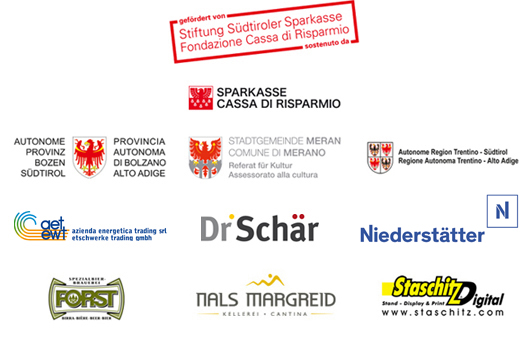 gefördert von
Stiftung Südtiroler Sparkasse
Fondazione Cassa di Risparmio
sostenuto da
SPARKASSE
CASSA DI RISPARMIO
AUTONOME
PROVINZ
BOZEN
SÜDTIROL
PROVINCIA
AUTONOMA
DI BOLZANO
ALTO ADIGE
STADTGEMEINDE MERAN
COMUNE DI MERANO
Referat für Kultur
Assessorato alla cultura
Autonome Region Trentino - Südtirol
Regione Autonoma Trentino - Alto Adige
aet
ewt
azienda energetica trading srl
etschwerke trading gmbh
Dr Schär
Niederstätter
N
SPEZIALBIER-
BRAUEREI
FORST
NALS MARGREID
KELLEREI · CANTINA
Staschitz Digital
Stand - Display & Print
www.staschitz.com